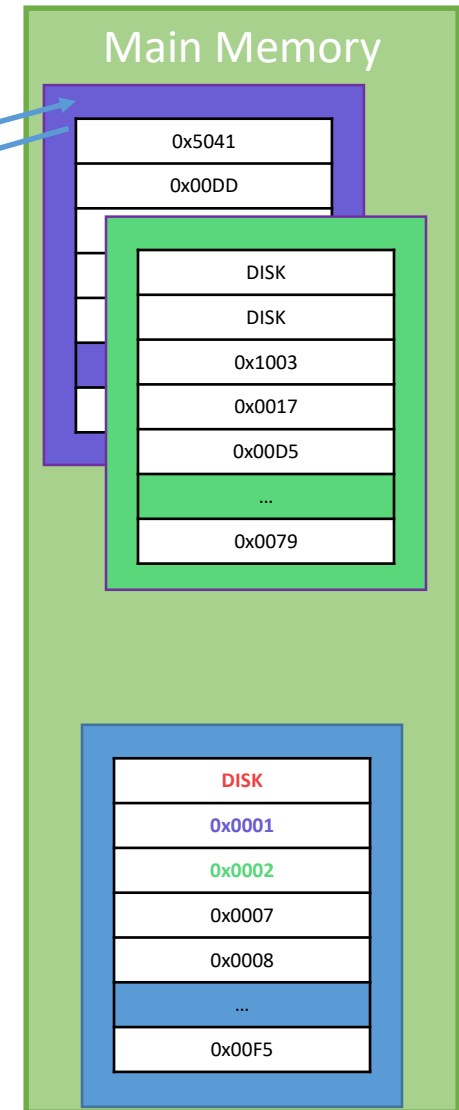 Main Memory
0x5041
0x00DD
DISK
DISK
0x1003
0x0017
0x00D5
...
0x0079
DISK
0x0001
0x0002
0x0007
0x0008
...
0x00F5